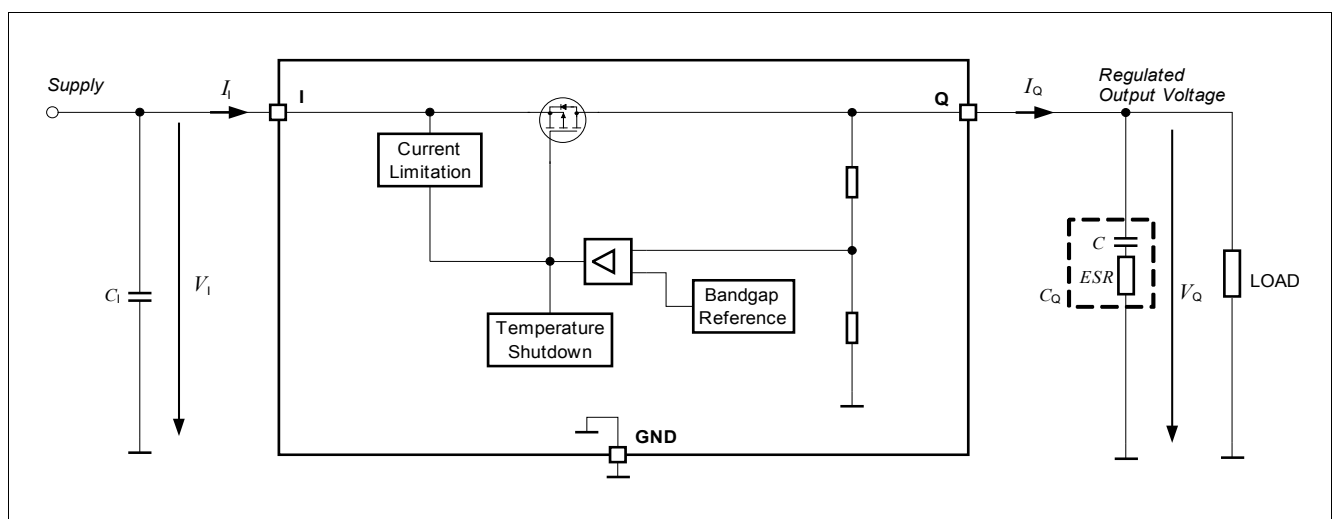 Supply
I_I
I
Q
I_Q
Regulated
Output Voltage
Current
Limitation
C
C_I
V_I
ESR
C_Q
V_Q
LOAD
Bandgap
Reference
Temperature
Shutdown
GND